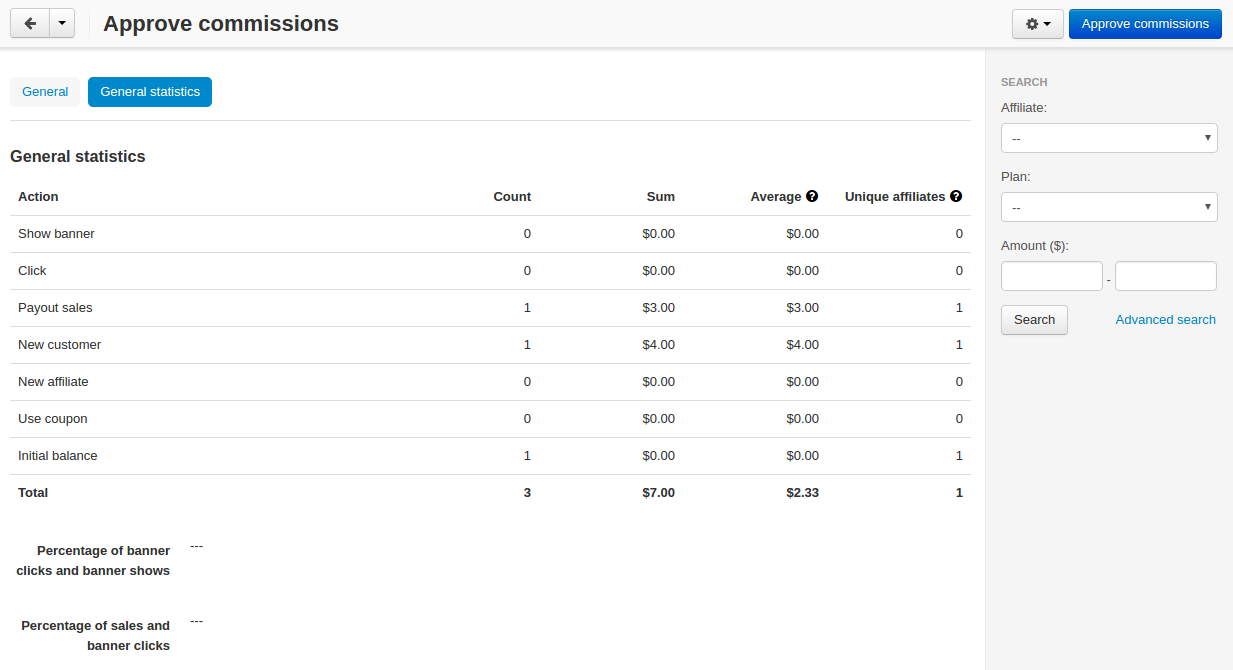 Approve commissions
Approve commissions
General General statistics
General statistics
Action Count Sum Average Unique affiliates
Show banner 0 $0.00 $0.00 0
Click 0 $0.00 $0.00 0
Payout sales 1 $3.00 $3.00 1
New customer 1 $4.00 $4.00 1
New affiliate 0 $0.00 $0.00 0
Use coupon 0 $0.00 $0.00 0
Initial balance 1 $0.00 $0.00 1
Total 3 $7.00 $2.33 1
Percentage of banner ---
clicks and banner shows
Percentage of sales and ---
banner clicks
SEARCH
Affiliate:
--
Plan:
--
Amount ($):
-
Search Advanced search